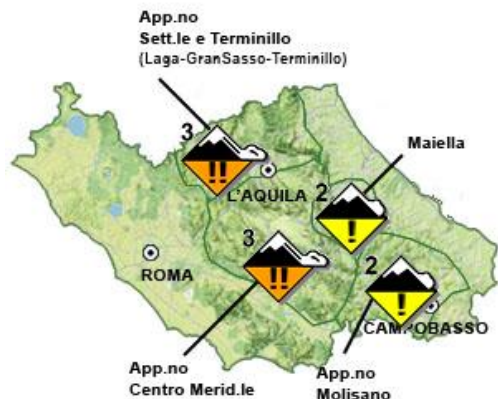 App.no
Sett.le e Terminillo
(Laga-GranSasso-Terminillo)
3
!!
L'AQUILA
Maiella
2
!
ROMA
3
!!
2
!
CAMPOBASSO
App.no
Centro Merid.le
App.no
Molisano